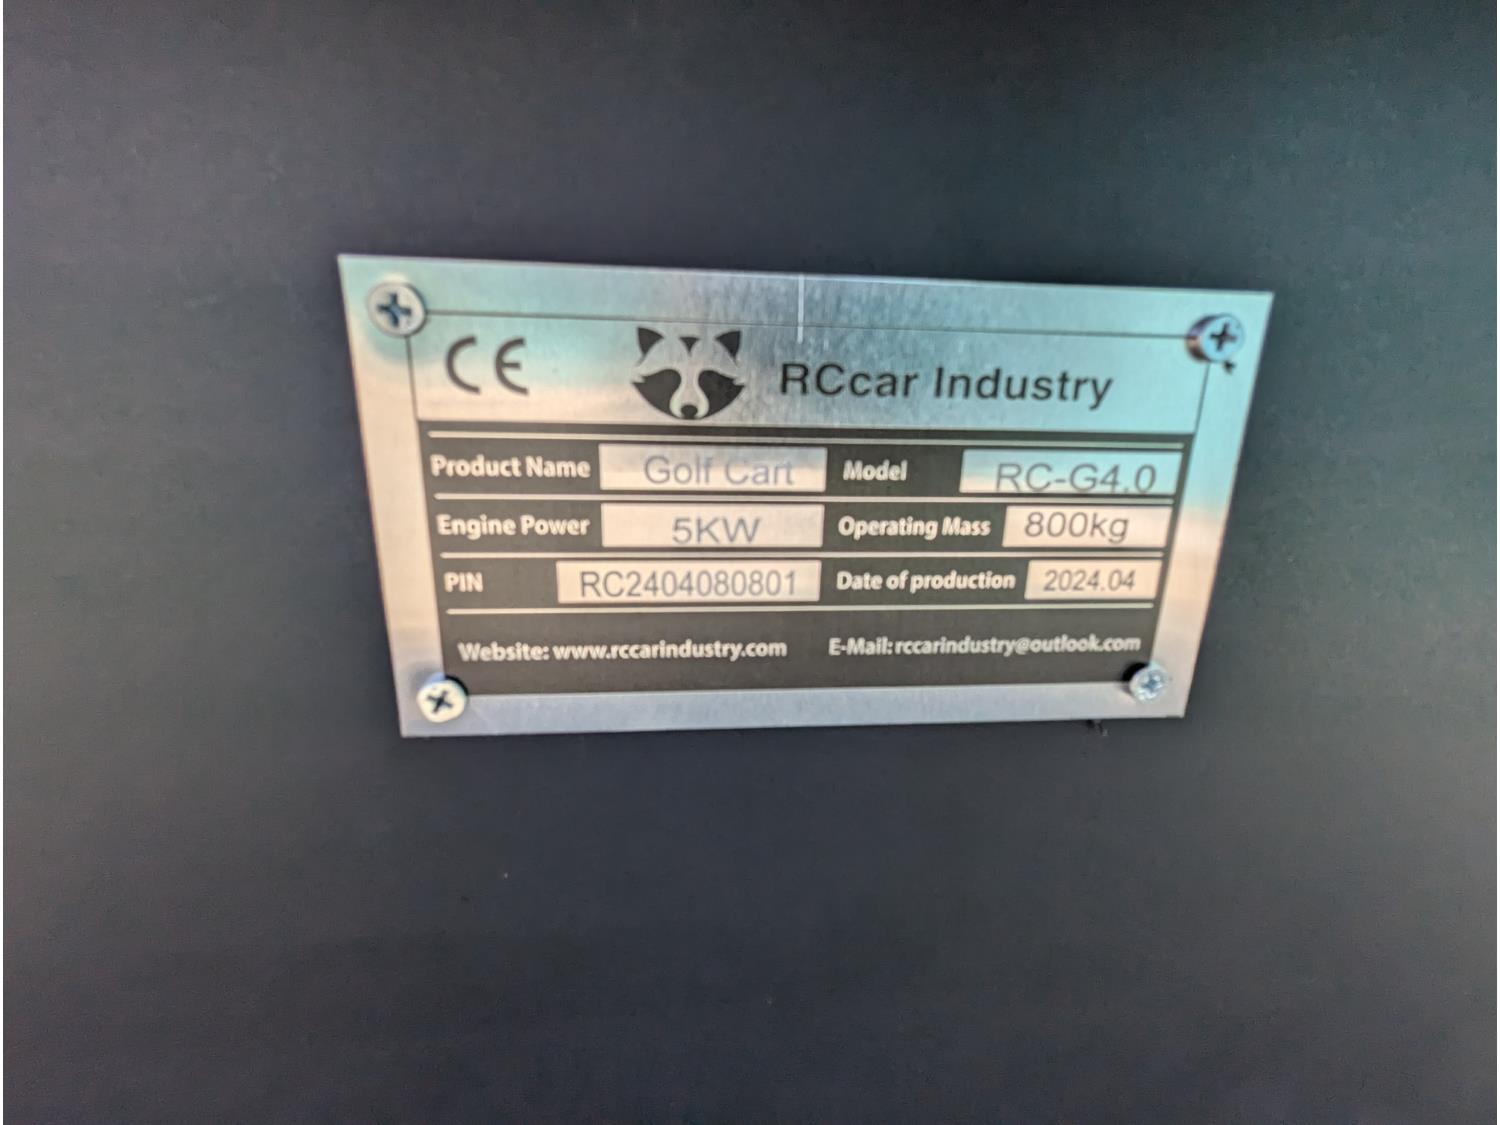 CE RCcar Industry
Product Name Golf Cart Model RC-G4.0
Engine Power 5KW Operating Mass 800kg
PIN RC2404080801 Date of production 2024.04
Website: www.rccarindustry.com E-Mail: rccarindustry@outlook.com